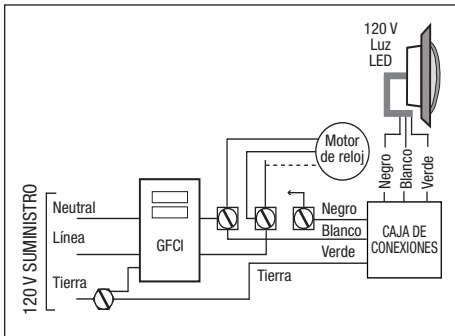 120 V
Luz
LED
Motor
de reloj
Negro
Blanco
Verde
120 V SUMINISTRO
Neutral
Línea
Tierra
GFCI
Negro
Blanco
Verde
Tierra
CAJA DE
CONEXIONES